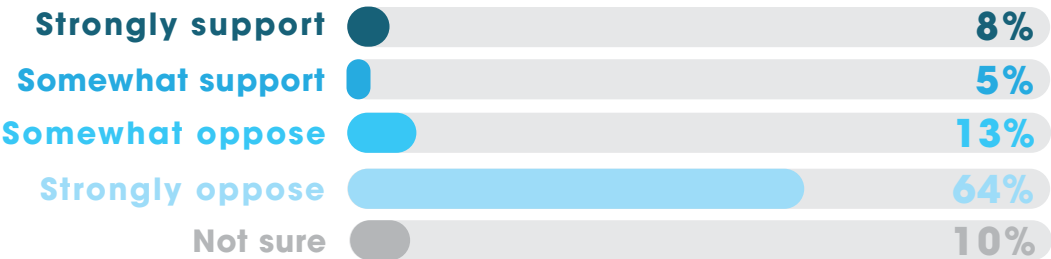 Strongly support 8%
Somewhat support 5%
Somewhat oppose 13%
Strongly oppose 64%
Not sure 10%